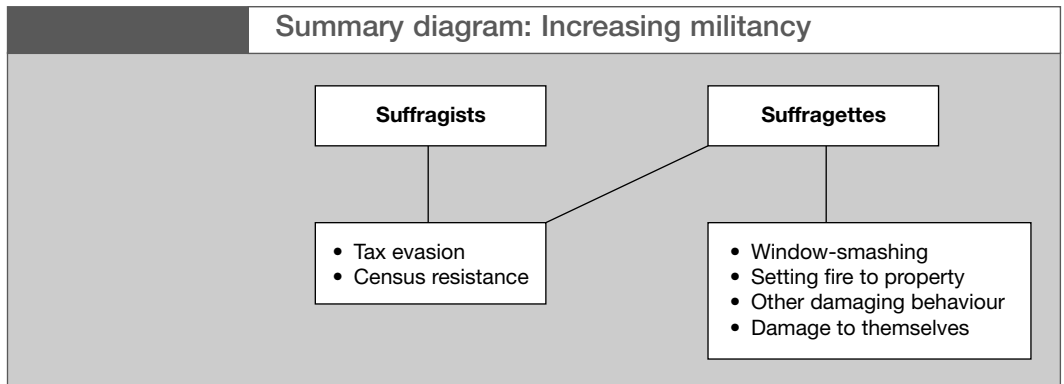 Summary diagram: Increasing militancy
Suffragists
Suffragettes
• Tax evasion
• Census resistance
• Window-smashing
• Setting fire to property
• Other damaging behaviour
• Damage to themselves